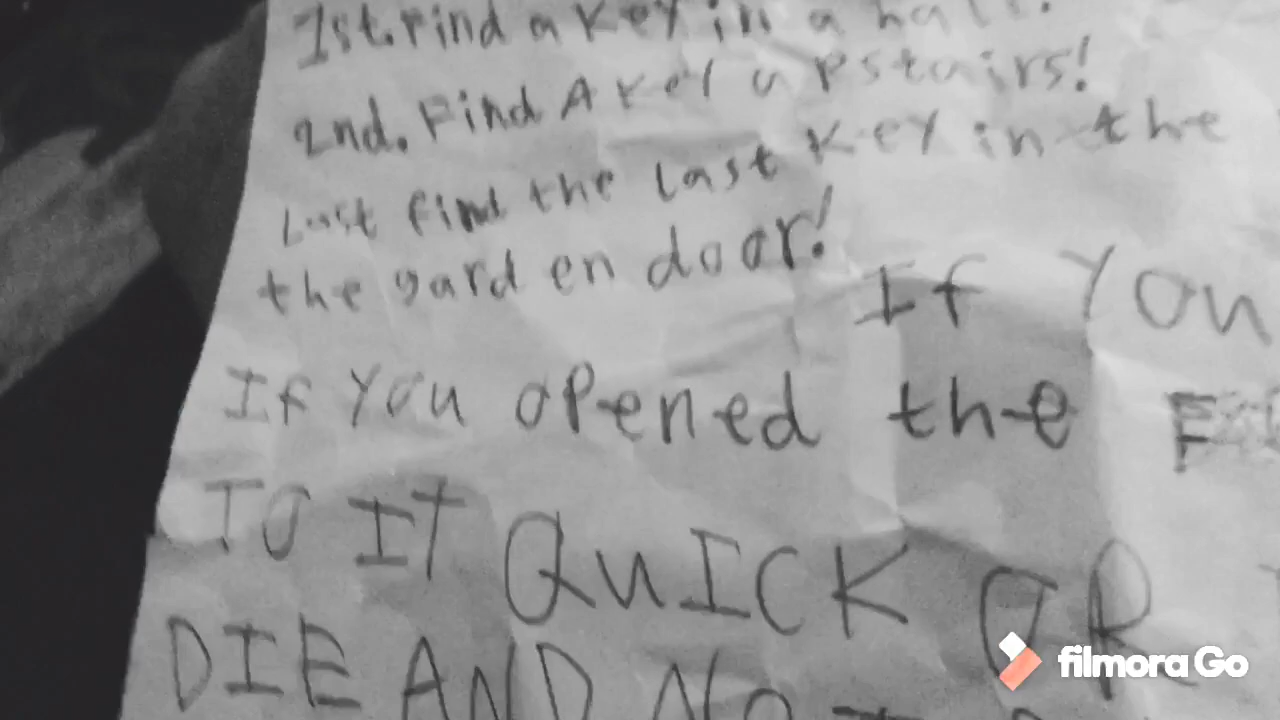 1st. Find a key in a
2nd. Find A key upstairs!
Last find the last key in the
the garden door!
If you
If you opened the
TO IT QUICK OR
DIE AND
filmora Go